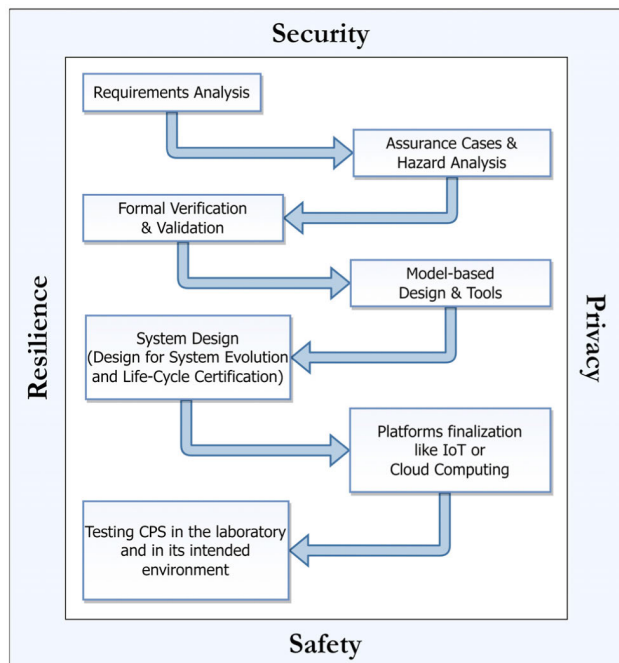 Security
Requirements Analysis
Assurance Cases &
Hazard Analysis
Formal Verification
& Validation
Model-based
Design & Tools
Resilience
Privacy
System Design
(Design for System Evolution
and Life-Cycle Certification)
Platforms finalization
like IoT or
Cloud Computing
Testing CPS in the laboratory
and in its intended
environment
Safety